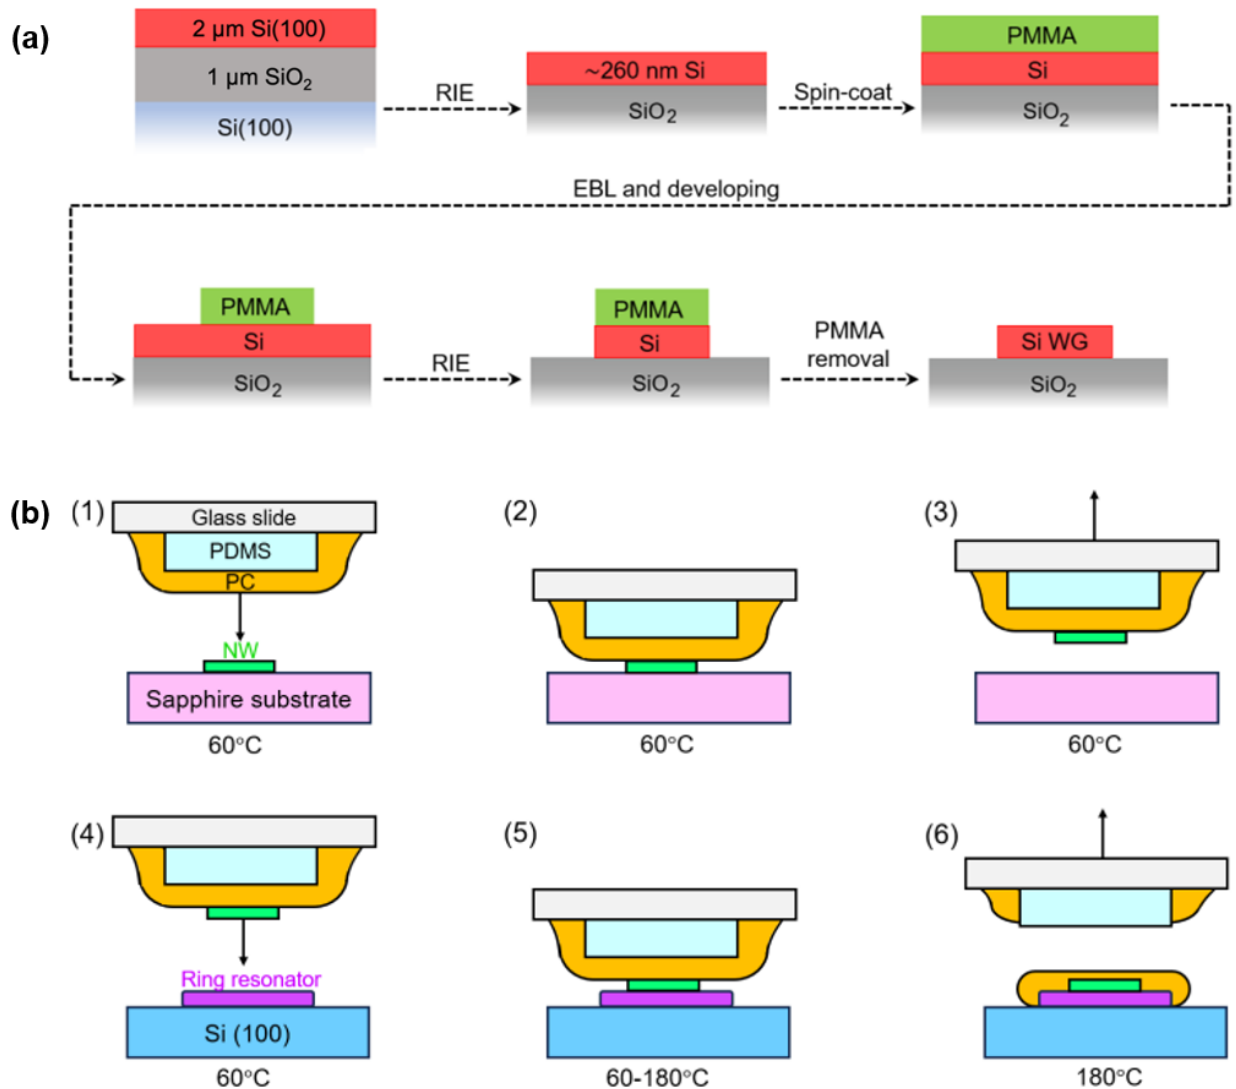 (a)
2 µm Si(100)
1 µm SiO₂
Si(100)
RIE
~260 nm Si
SiO₂
Spin-coat
PMMA
Si
SiO₂
EBL and developing
PMMA
Si
SiO₂
RIE
PMMA
Si
SiO₂
PMMA
removal
Si WG
SiO₂
(b)
(1)
Glass slide
PDMS
PC
NW
Sapphire substrate
60°C
(2)
60°C
(3)
60°C
(4)
Ring resonator
Si (100)
60°C
(5)
60-180°C
(6)
180°C